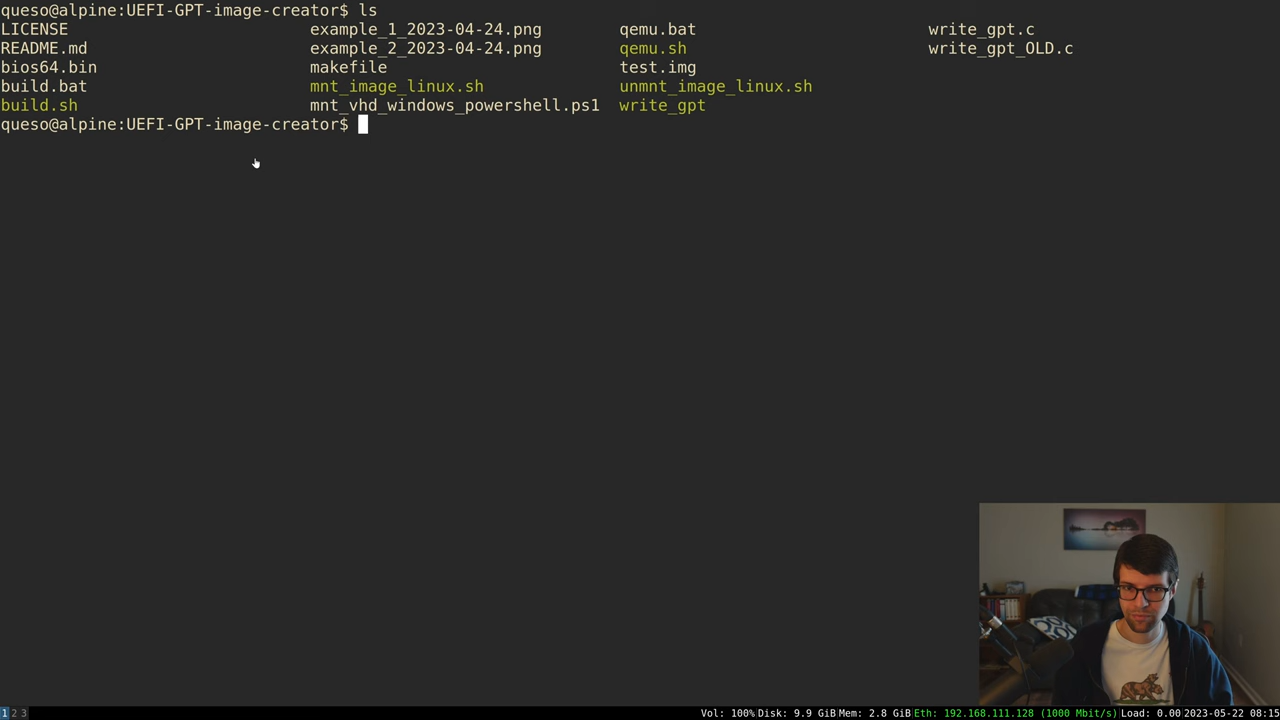 queso@alpine:UEFI-GPT-image-creator$ ls
LICENSE example_1_2023-04-24.png qemu.bat write_gpt.c
README.md example_2_2023-04-24.png qemu.sh write_gpt_OLD.c
bios64.bin makefile test.img
build.bat mnt_image_linux.sh unmnt_image_linux.sh
build.sh mnt_vhd_windows_powershell.ps1 write_gpt
queso@alpine:UEFI-GPT-image-creator$
1 2 3 Vol: 100% Disk: 9.9 GiB Mem: 2.8 GiB Eth: 192.168.111.128 (1000 Mbit/s) Load: 0.00 2023-05-22 08:15